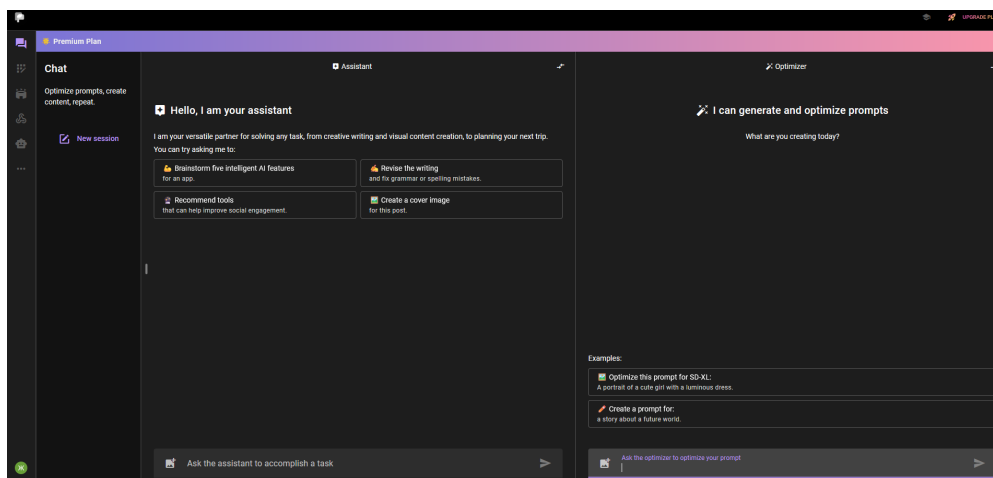 UPGRADE PL
Premium Plan
Chat
Optimize prompts, create
content, repeat.
New session
Assistant
Hello, I am your assistant
I am your versatile partner for solving any task, from creative writing and visual content creation, to planning your next trip.
You can try asking me to:
Brainstorm five intelligent AI features
for an app.
Revise the writing
and fix grammar or spelling mistakes.
Recommend tools
that can help improve social engagement.
Create a cover image
for this post.
Ask the assistant to accomplish a task
Optimizer
I can generate and optimize prompts
What are you creating today?
Examples:
Optimize this prompt for SD-XL:
A portrait of a cute girl with a luminous dress.
Create a prompt for:
a story about a future world.
Ask the optimizer to optimize your prompt
Ж